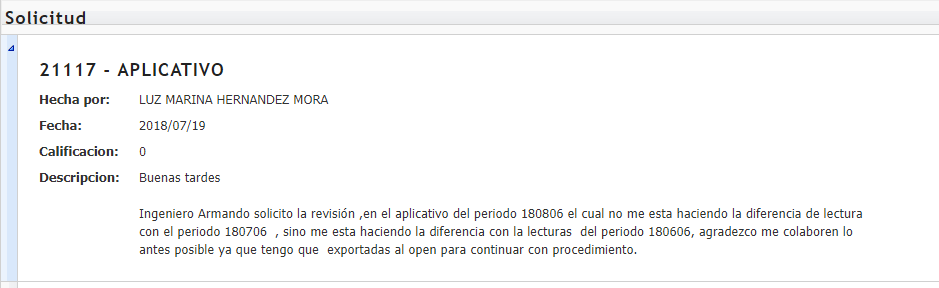 Solicitud
21117 - APLICATIVO
Hecha por: LUZ MARINA HERNANDEZ MORA
Fecha: 2018/07/19
Calificacion: 0
Descripcion: Buenas tardes
Ingeniero Armando solicito la revisión ,en el aplicativo del periodo 180806 el cual no me esta haciendo la diferencia de lectura
con el periodo 180706  , sino me esta haciendo la diferencia con la lecturas  del periodo 180606, agradezco me colaboren lo
antes posible ya que tengo que  exportadas al open para continuar con procedimiento.